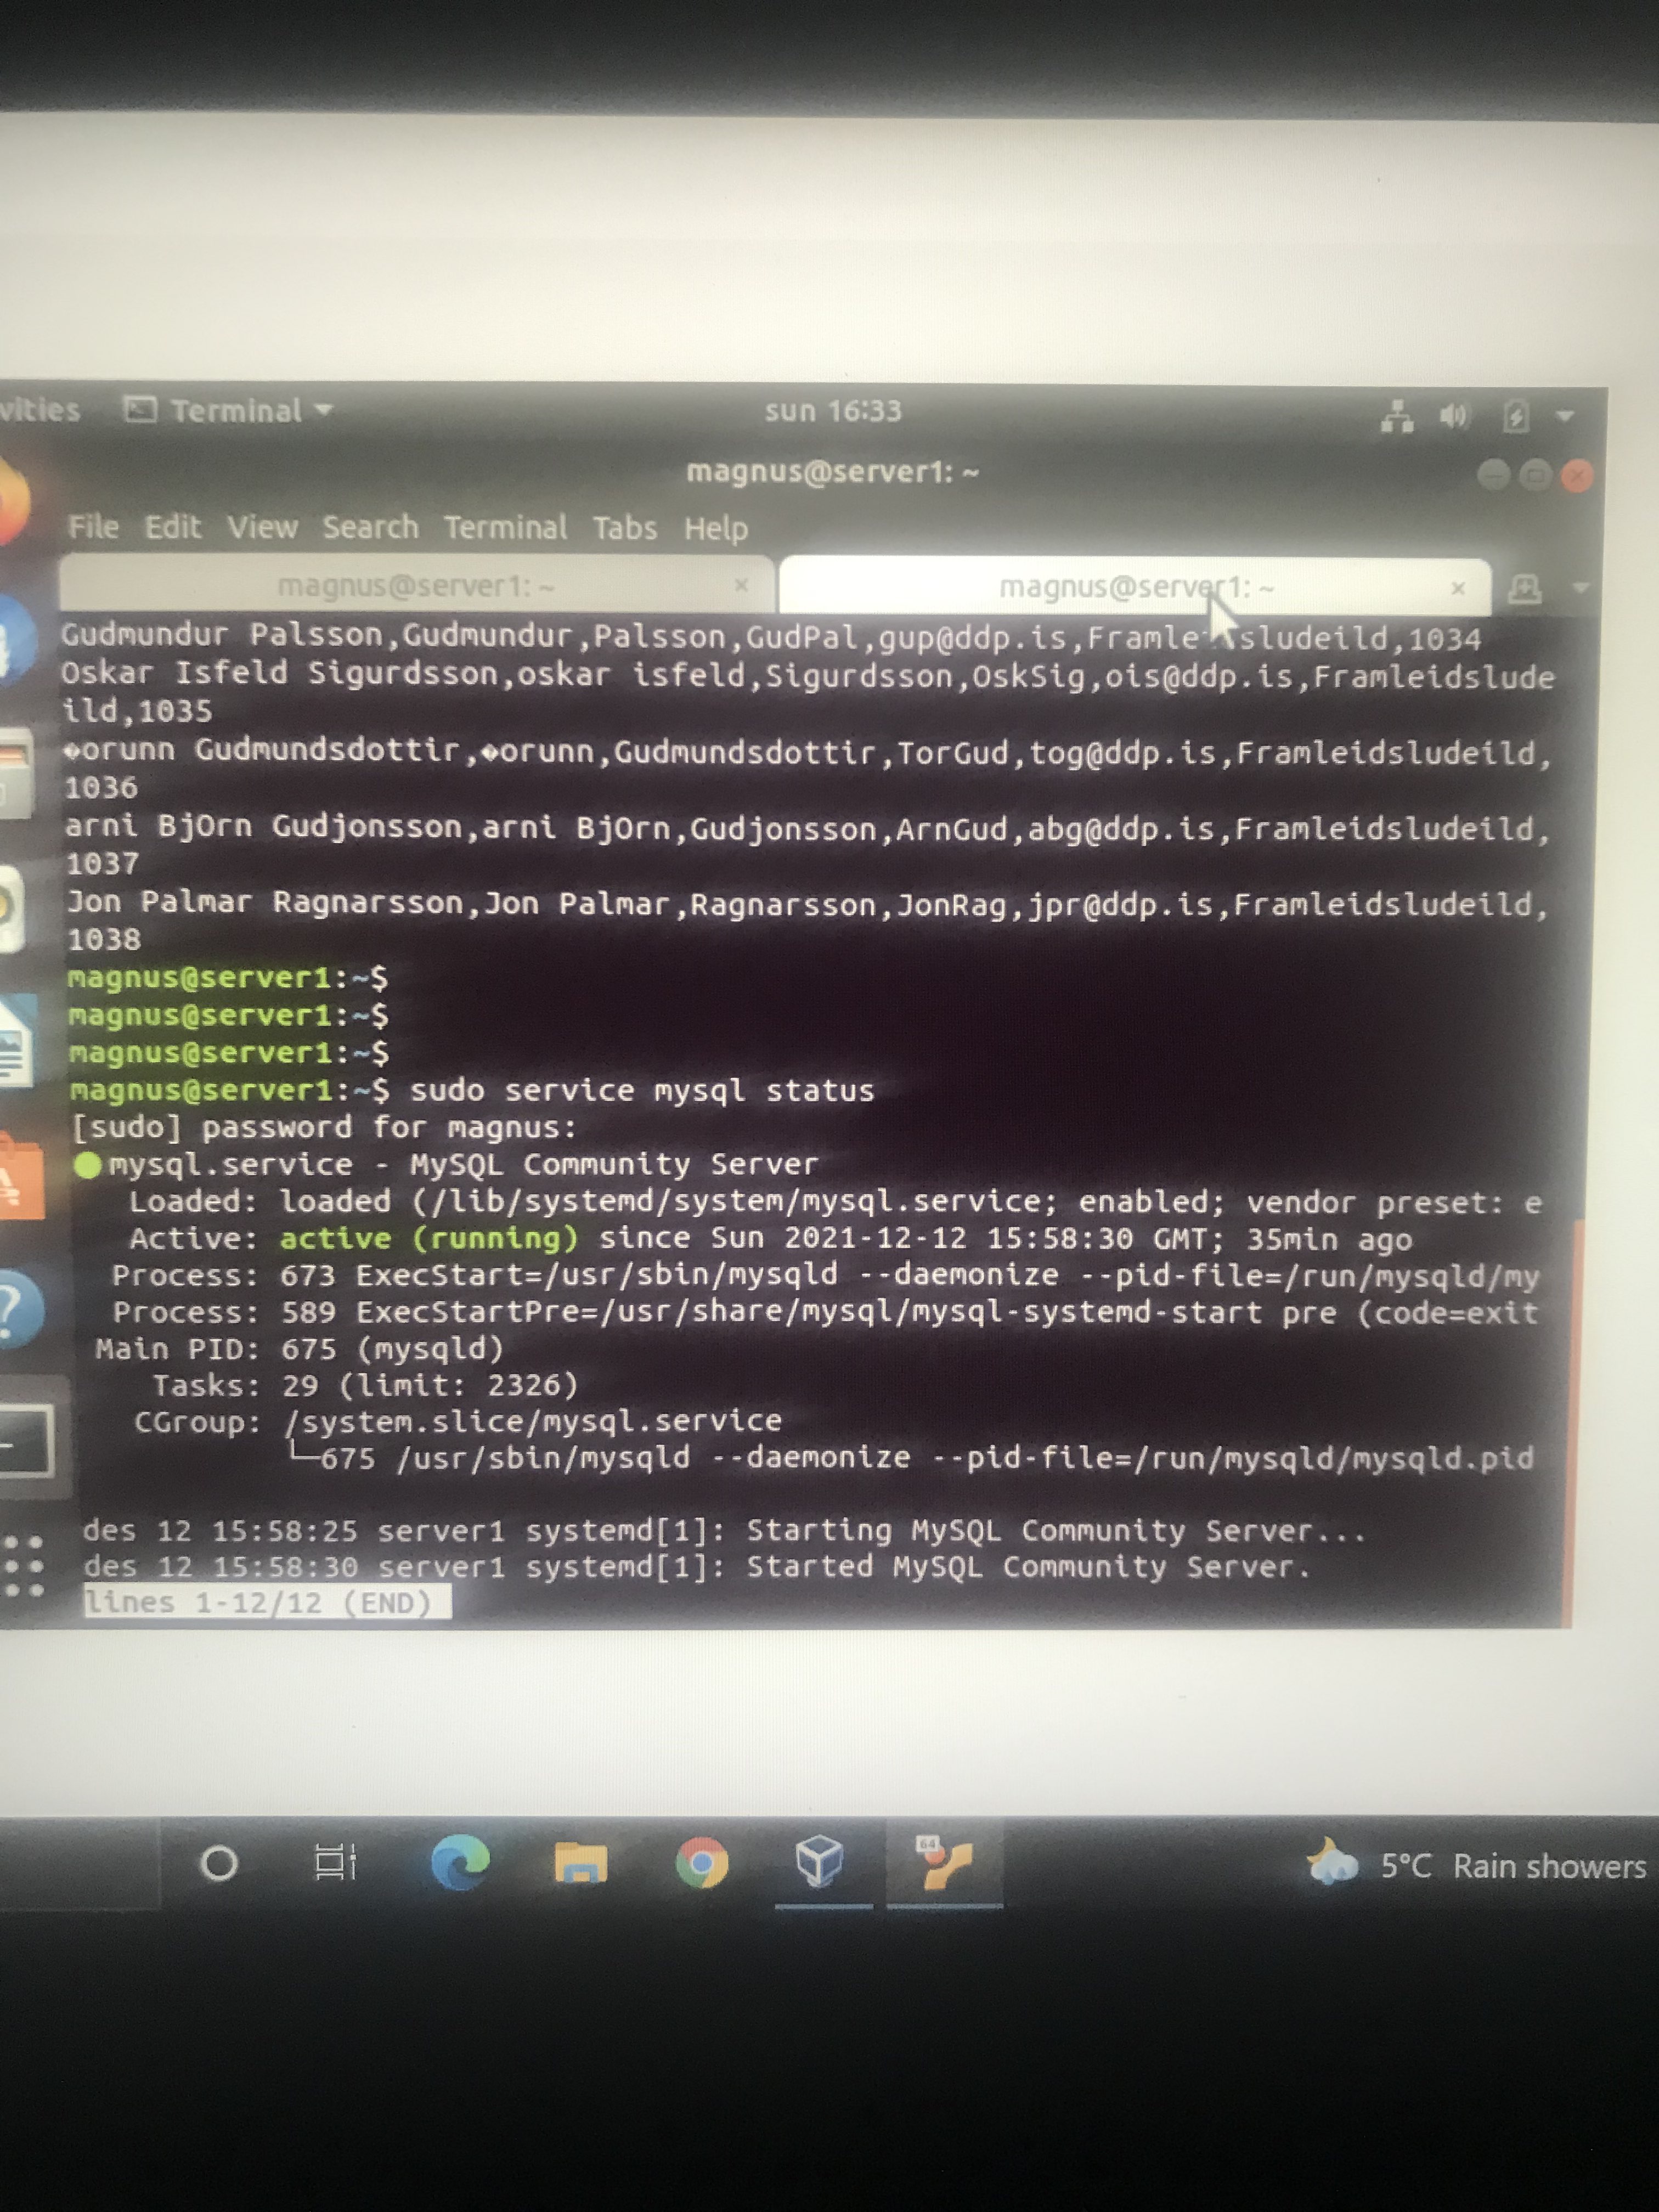 vities
Terminal
sun 16:33
magnus@server1: ~
File Edit View Search Terminal Tabs Help
magnus@server1: ~
magnus@server1: ~
Gudmundur Palsson,Gudmundur,Palsson,GudPal,gup@ddp.is,Framle sludeild,1034
Oskar Isfeld Sigurdsson,oskar isfeld,Sigurdsson,OskSig,ois@ddp.is,Framleidslude
ild,1035
�orunn Gudmundsdottir,�orunn,Gudmundsdottir,TorGud,tog@ddp.is,Framleidsludeild,
1036
arni BjOrn Gudjonsson,arni BjOrn,Gudjonsson,ArnGud,abg@ddp.is,Framleidsludeild,
1037
Jon Palmar Ragnarsson,Jon Palmar,Ragnarsson,JonRag,jpr@ddp.is,Framleidsludeild,
1038
magnus@server1:~$
magnus@server1:~$
magnus@server1:~$
magnus@server1:~$ sudo service mysql status
[sudo] password for magnus:
● mysql.service - MySQL Community Server
Loaded: loaded (/lib/systemd/system/mysql.service; enabled; vendor preset: e
Active: active (running) since Sun 2021-12-12 15:58:30 GMT; 35min ago
Process: 673 ExecStart=/usr/sbin/mysqld --daemonize --pid-file=/run/mysqld/my
Process: 589 ExecStartPre=/usr/share/mysql/mysql-systemd-start pre (code=exit
Main PID: 675 (mysqld)
Tasks: 29 (limit: 2326)
CGroup: /system.slice/mysql.service
└─675 /usr/sbin/mysqld --daemonize --pid-file=/run/mysqld/mysqld.pid
des 12 15:58:25 server1 systemd[1]: Starting MySQL Community Server...
des 12 15:58:30 server1 systemd[1]: Started MySQL Community Server.
lines 1-12/12 (END)
64
5°C Rain showers